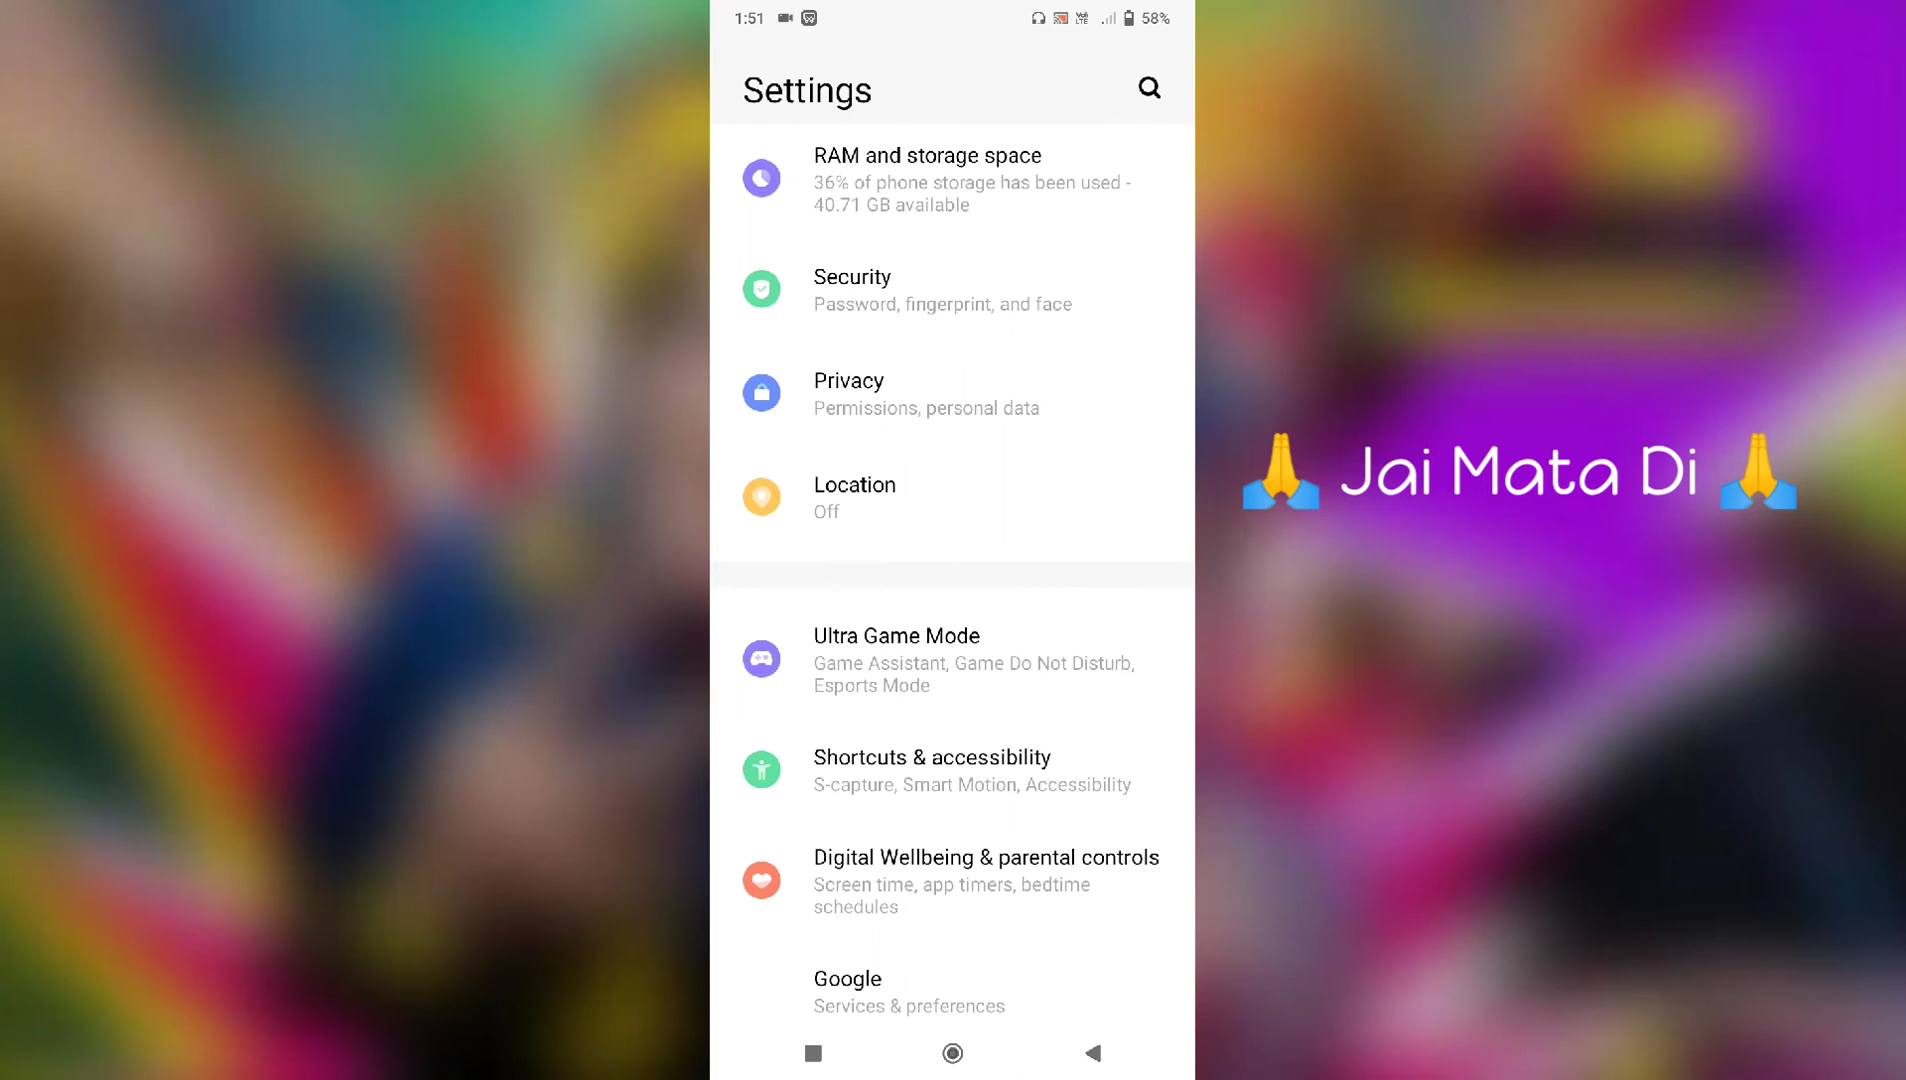 1:51
58%
Settings
RAM and storage space
36% of phone storage has been used -
40.71 GB available
Security
Password, fingerprint, and face
Privacy
Permissions, personal data
Location
Off
🙏 Jai Mata Di 🙏
Ultra Game Mode
Game Assistant, Game Do Not Disturb,
Esports Mode
Shortcuts & accessibility
S-capture, Smart Motion, Accessibility
Digital Wellbeing & parental controls
Screen time, app timers, bedtime
schedules
Google
Services & preferences